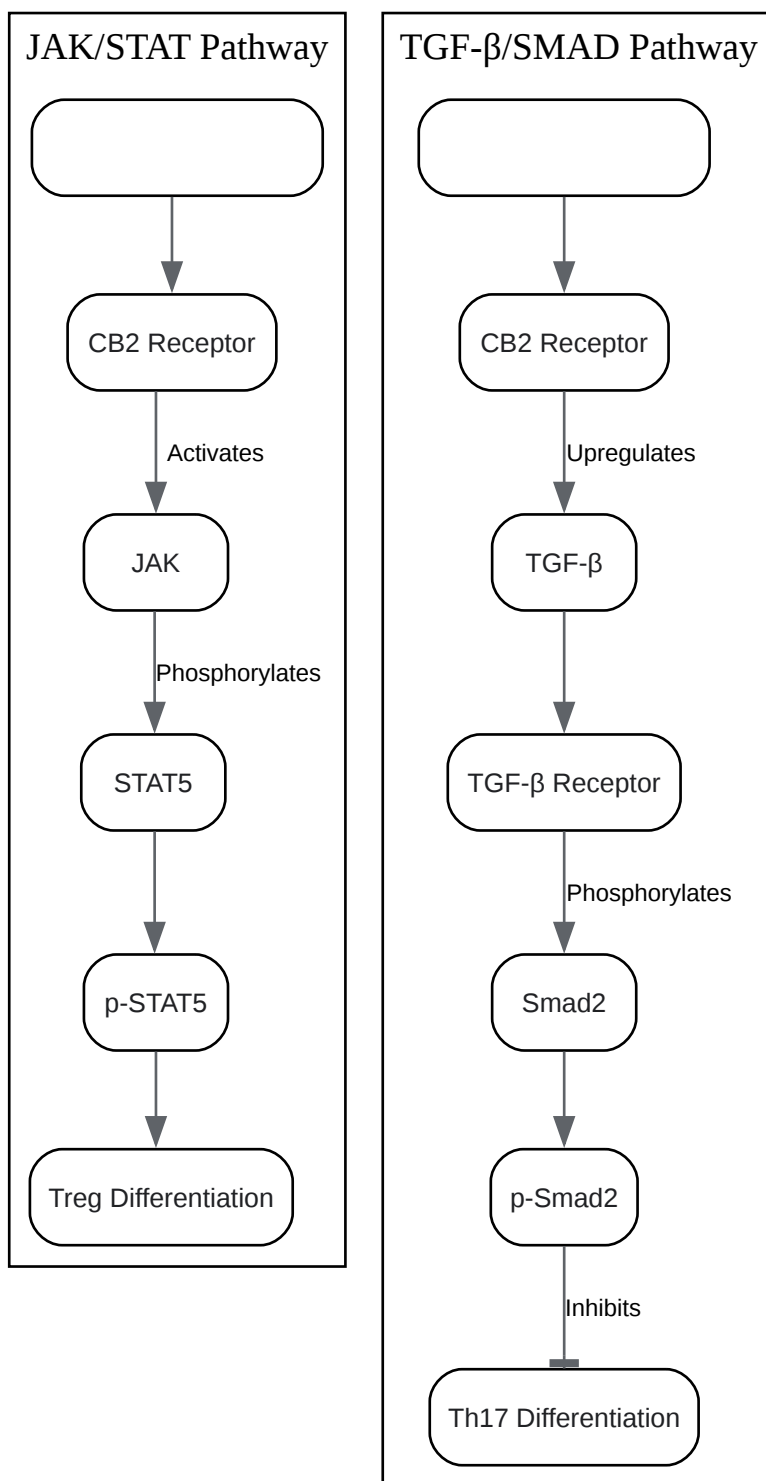 JAK/STAT Pathway
CB2 Receptor
Activates
JAK
Phosphorylates
STAT5
p-STAT5
Treg Differentiation
TGF-β/SMAD Pathway
CB2 Receptor
Upregulates
TGF-β
TGF-β Receptor
Phosphorylates
Smad2
p-Smad2
Inhibits
Th17 Differentiation